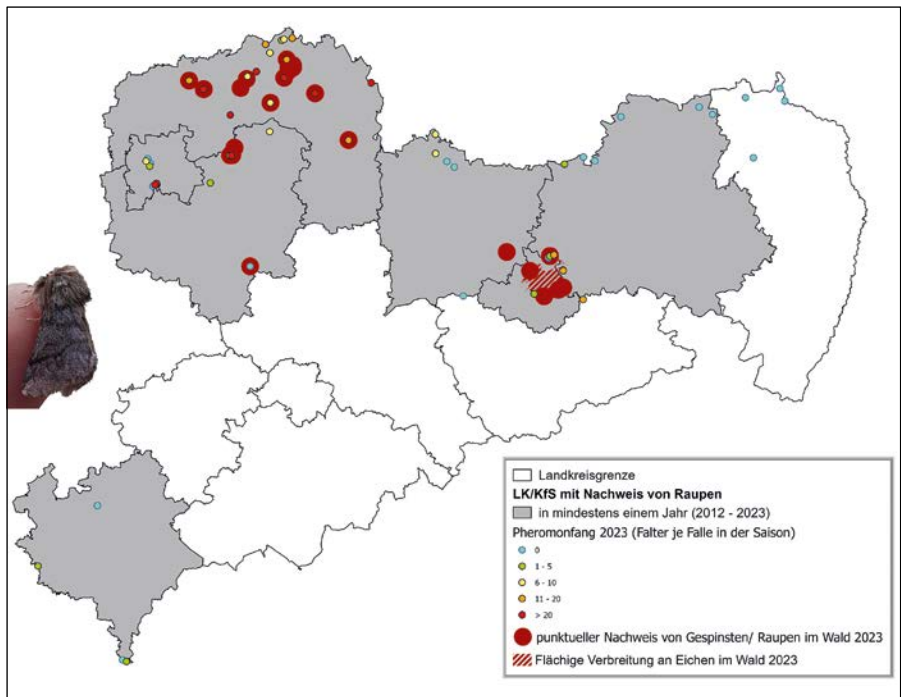 Landkreisgrenze
LK/KfS mit Nachweis von Raupen
in mindestens einem Jahr (2012 - 2023)
Pheromonfang 2023 (Falter je Falle in der Saison)
0
1 - 5
6 - 10
11 - 20
> 20
punktueller Nachweis von Gespinsten/ Raupen im Wald 2023
Flächige Verbreitung an Eichen im Wald 2023